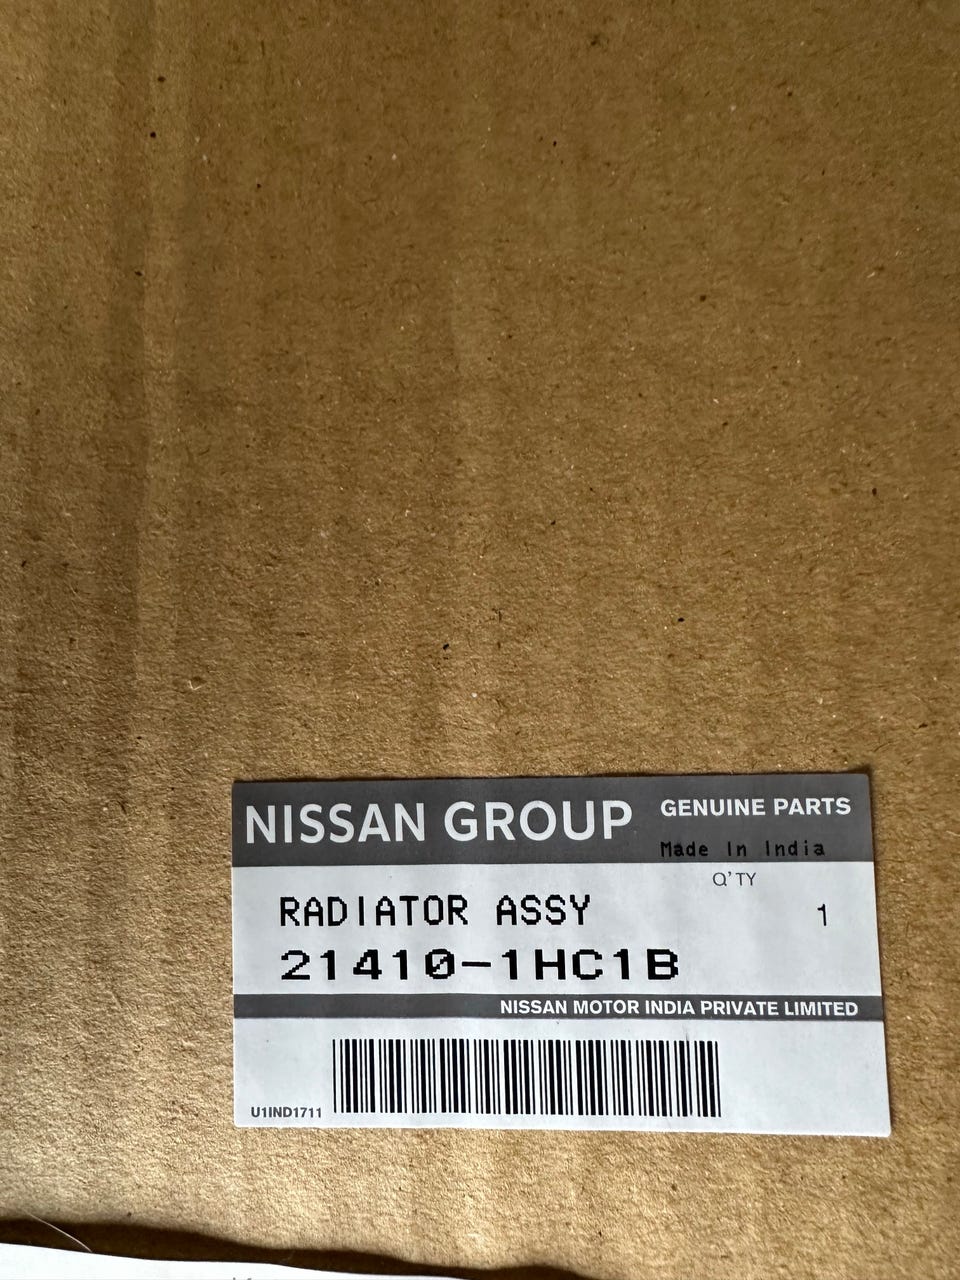 NISSAN GROUP GENUINE PARTS
Made In India
Q'TY
RADIATOR ASSY 1
21410-1HC1B
NISSAN MOTOR INDIA PRIVATE LIMITED
U1IND1711